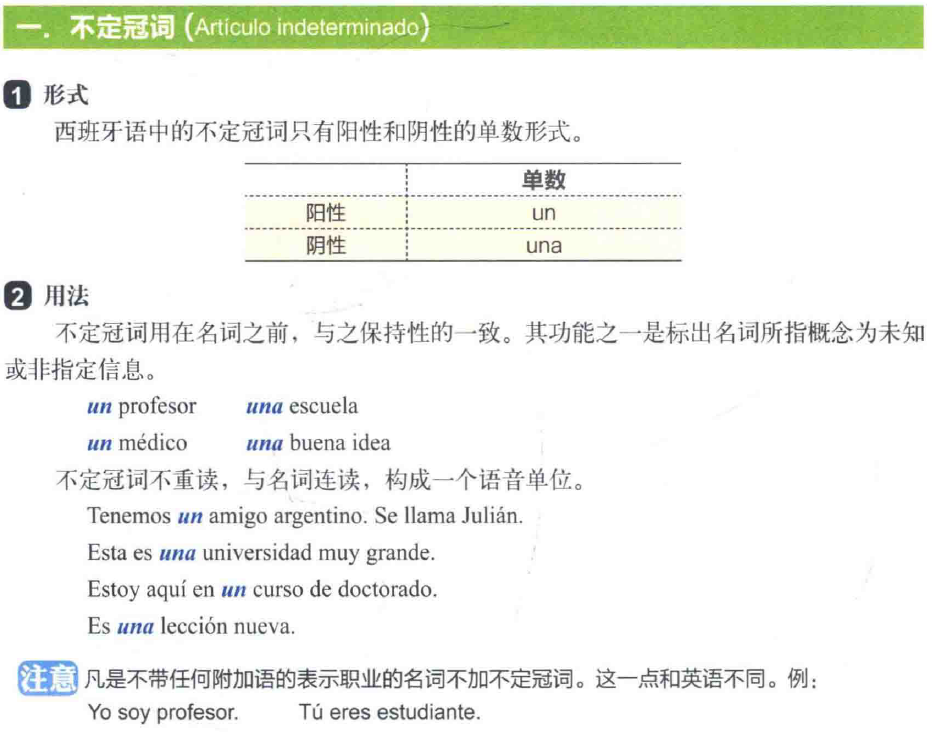 一．不定冠词（Artículo indeterminado）
1 形式
西班牙语中的不定冠词只有阳性和阴性的单数形式。
单数
阳性 un
阴性 una
2 用法
不定冠词用在名词之前，与之保持性的一致。其功能之一是标出名词所指概念为未知
或非指定信息。
un profesor una escuela
un médico una buena idea
不定冠词不重读，与名词连读，构成一个语音单位。
Tenemos un amigo argentino. Se llama Julián.
Esta es una universidad muy grande.
Estoy aquí en un curso de doctorado.
Es una lección nueva.
注意 凡是不带任何附加语的表示职业的名词不加不定冠词。这一点和英语不同。例：
Yo soy profesor. Tú eres estudiante.